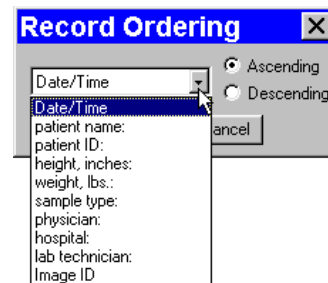 Record Ordering
Date/Time
Ascending
Descending
Date/Time
patient name:
patient ID:
ancel
height, inches:
weight, lbs.:
sample type:
physician:
hospital:
lab technician:
Image ID